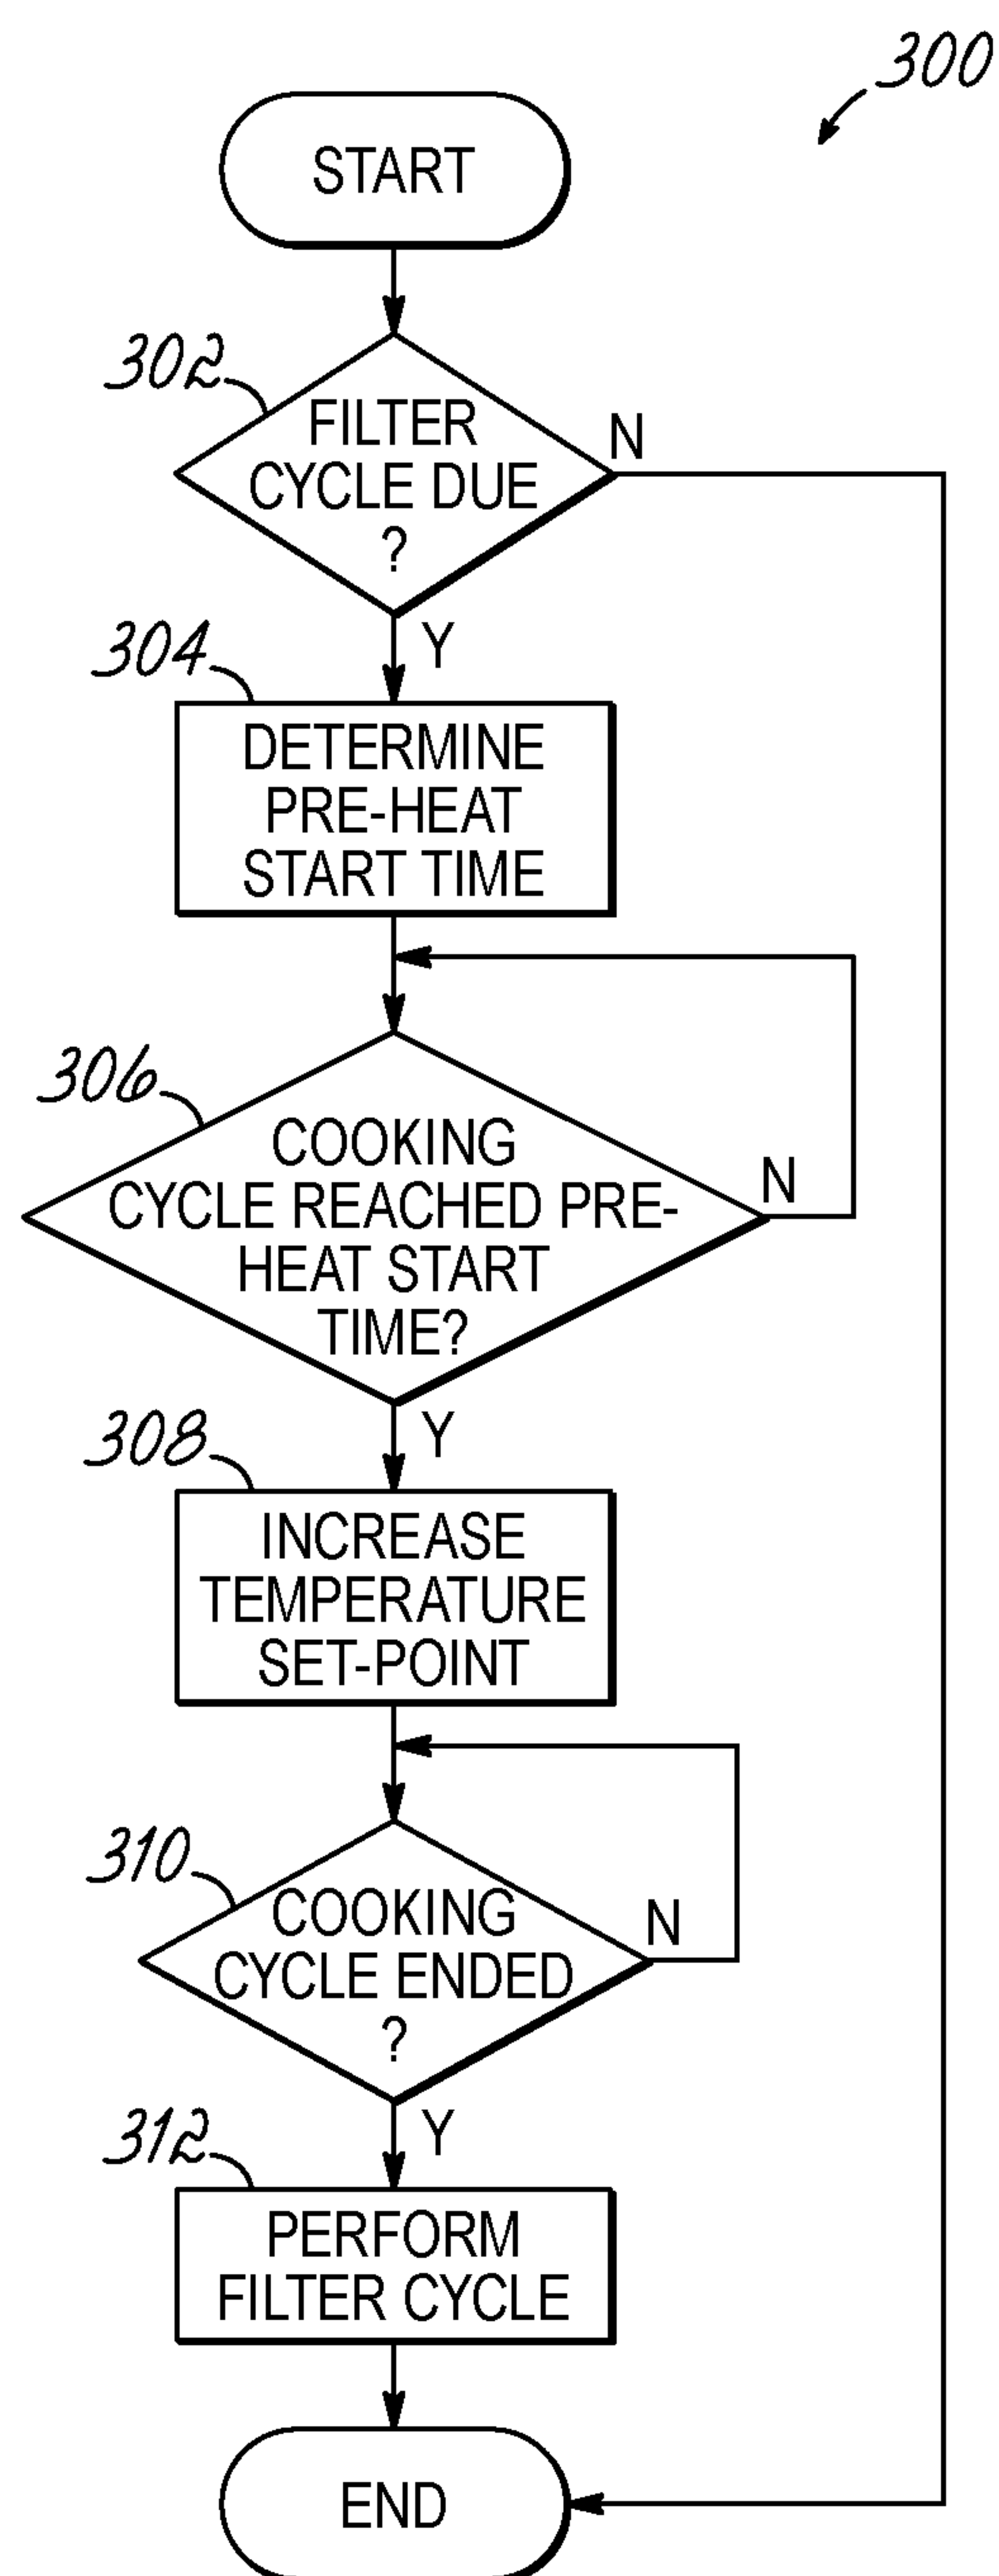 300
START
302
FILTER
CYCLE DUE
?
N
Y
304
DETERMINE
PRE-HEAT
START TIME
306
COOKING
CYCLE REACHED PRE-
HEAT START
TIME?
N
Y
308
INCREASE
TEMPERATURE
SET-POINT
310
COOKING
CYCLE ENDED
?
N
Y
312
PERFORM
FILTER CYCLE
END